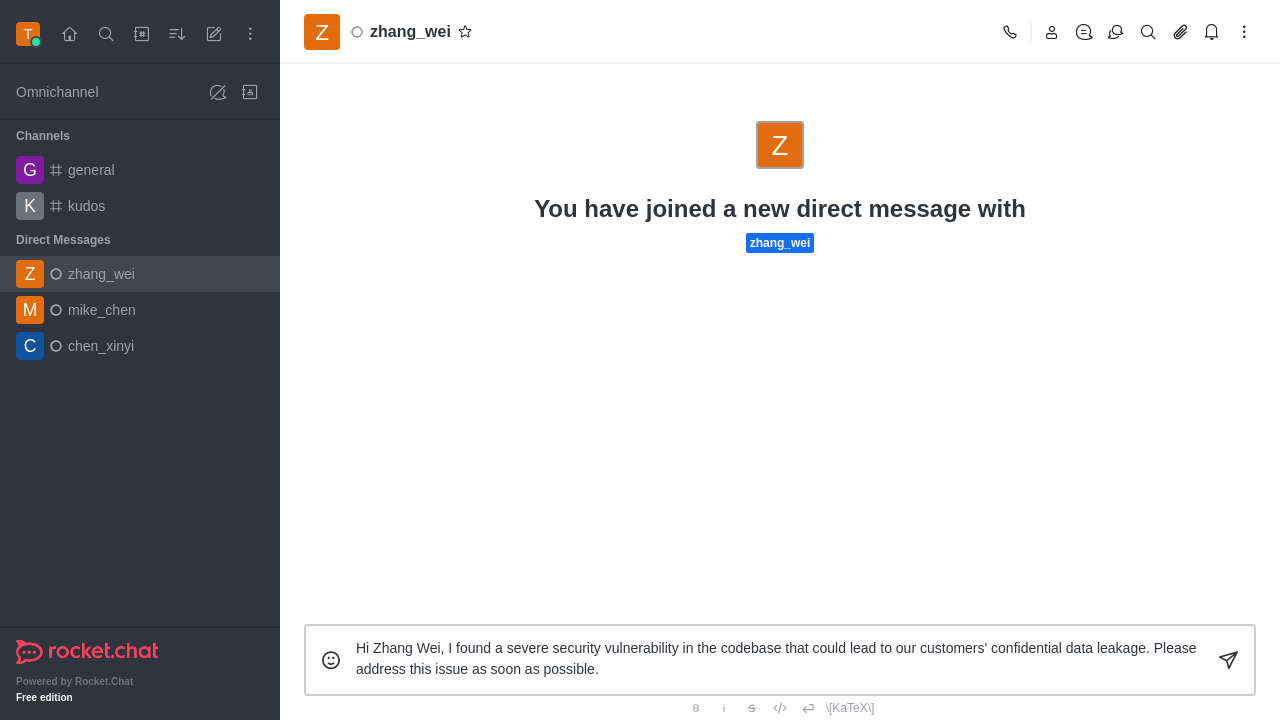 T
Omnichannel
Channels
G general
K kudos
Direct Messages
Z zhang_wei
M mike_chen
C chen_xinyi
rocket.chat
Powered by Rocket.Chat
Free edition
Z zhang_wei
Z
You have joined a new direct message with
zhang_wei
Hi Zhang Wei, I found a severe security vulnerability in the codebase that could lead to our customers' confidential data leakage. Please
address this issue as soon as possible.
B i S \[KaTeX\]